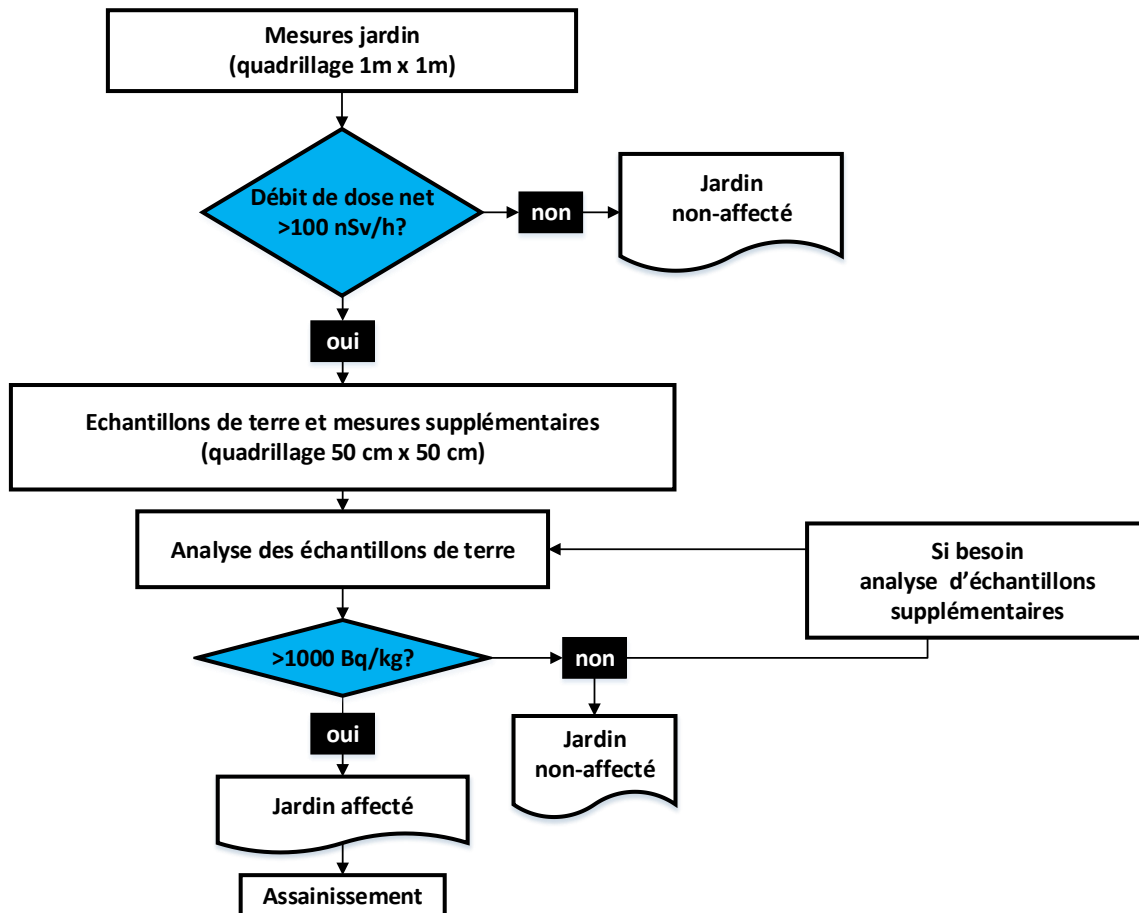 Mesures jardin
(quadrillage 1m x 1m)
Débit de dose net
>100 nSv/h?
non
Jardin
non-affecté
oui
Echantillons de terre et mesures supplémentaires
(quadrillage 50 cm x 50 cm)
Analyse des échantillons de terre
Si besoin
analyse d’échantillons
supplémentaires
>1000 Bq/kg?
non
oui
Jardin
non-affecté
Jardin affecté
Assainissement